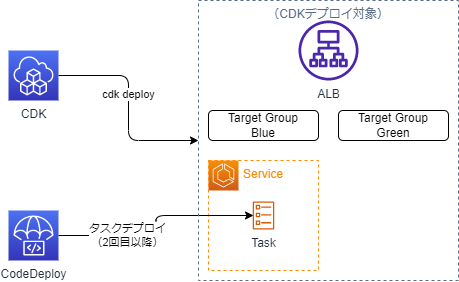 （CDKデプロイ対象）
ALB
CDK
cdk deploy
Target Group
Blue
Target Group
Green
Service
タスクデプロイ
（2回目以降）
Task
CodeDeploy